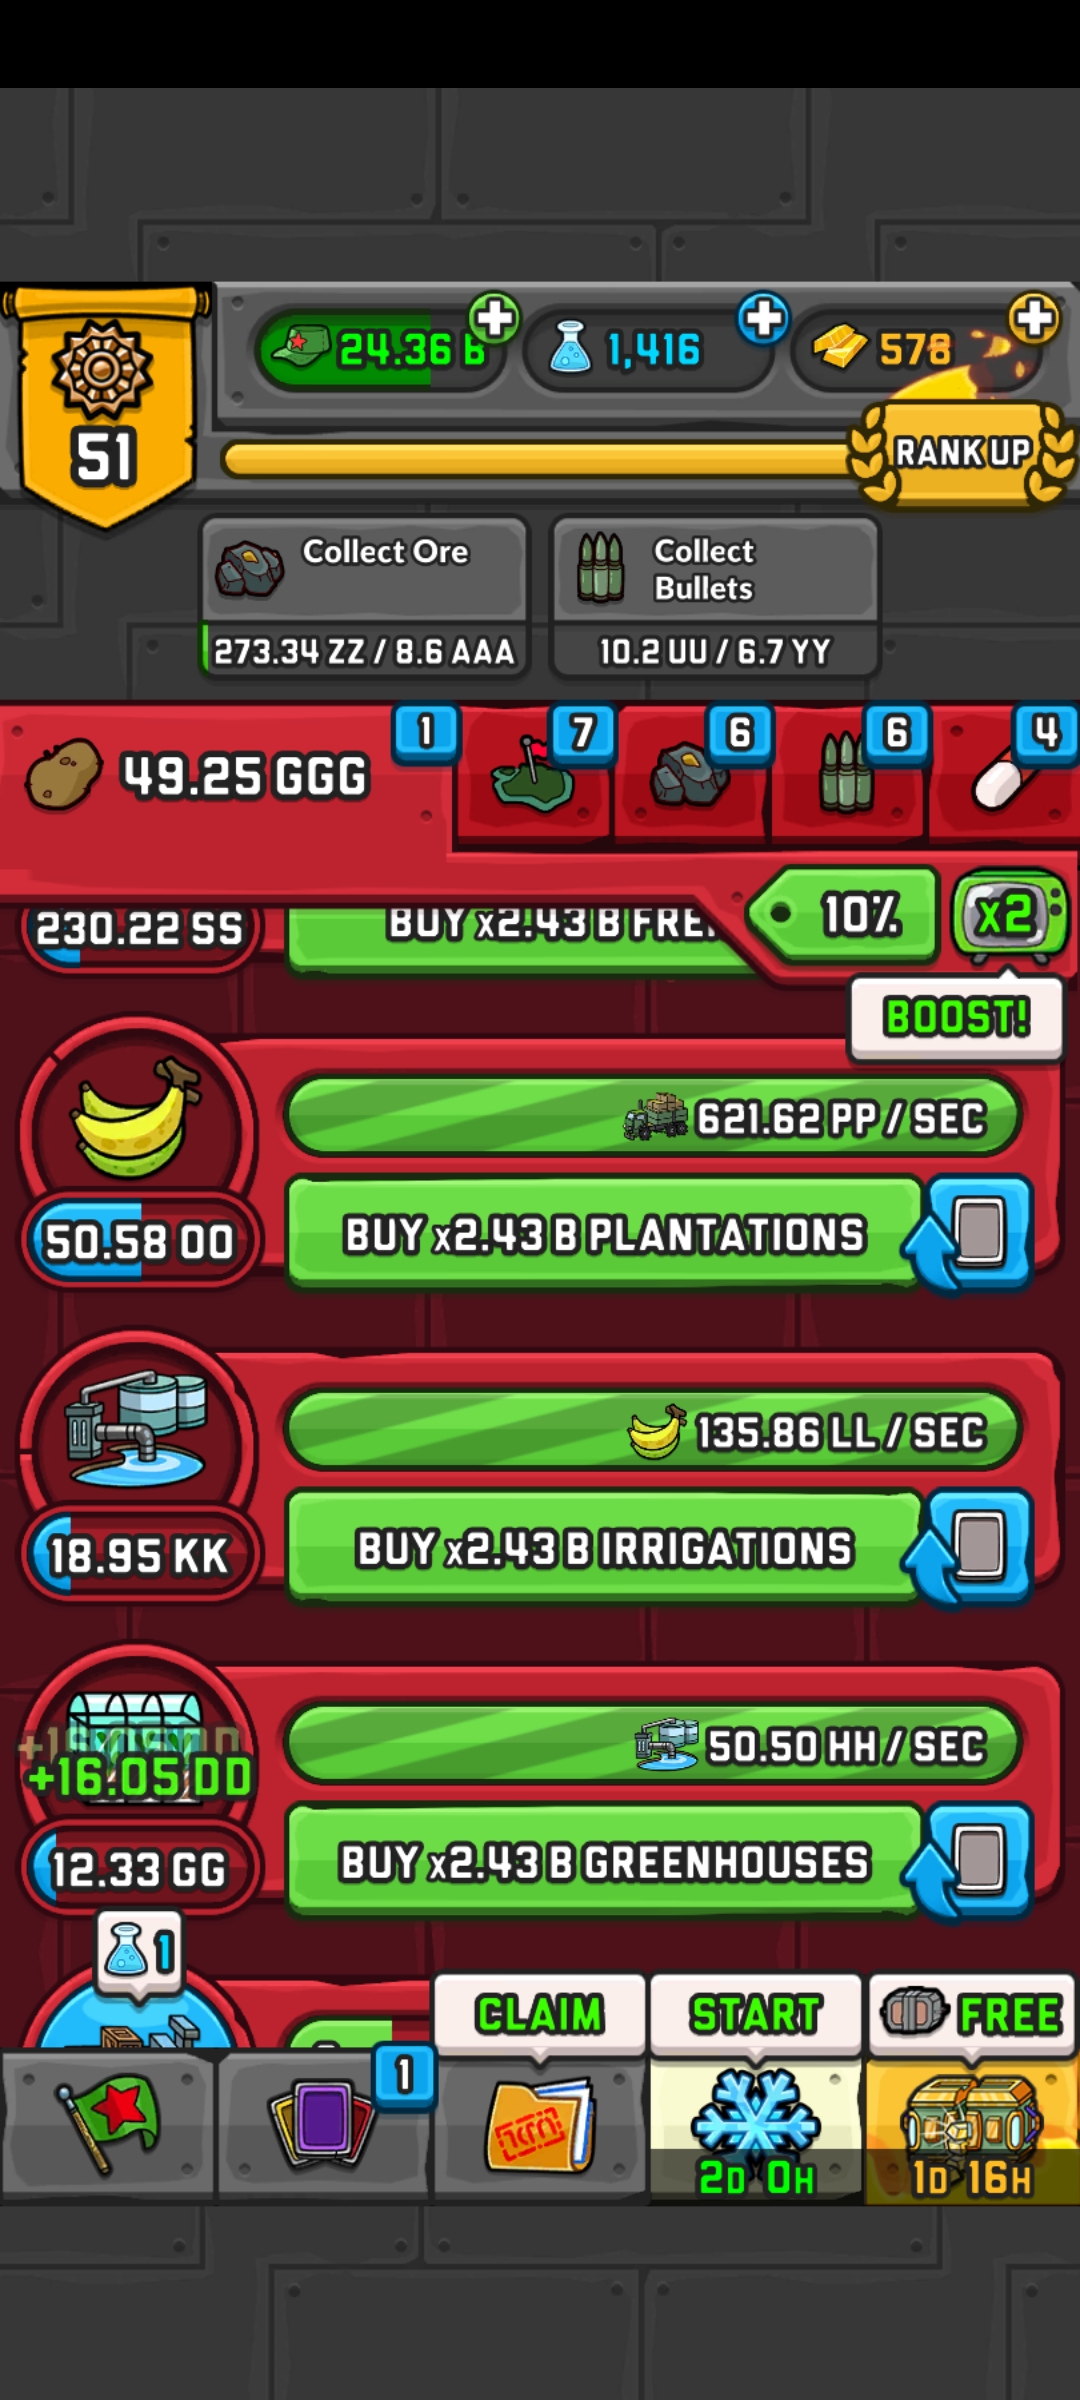 24.36 B
1,416
578
51
RANK UP
Collect Ore
273.34 ZZ / 8.6 AAA
Collect
Bullets
10.2 UU / 6.7 YY
49.25 GGG
1
7
6
6
4
10%
x2
BOOST!
230.22 SS
BUY x2.43 B
621.62 PP / SEC
50.58 OO
BUY x2.43 B PLANTATIONS
135.86 LL / SEC
18.95 KK
BUY x2.43 B IRRIGATIONS
+16.05 DD
50.50 HH / SEC
12.33 GG
BUY x2.43 B GREENHOUSES
1
CLAIM
START
FREE
1
2D 0H
1D 16H